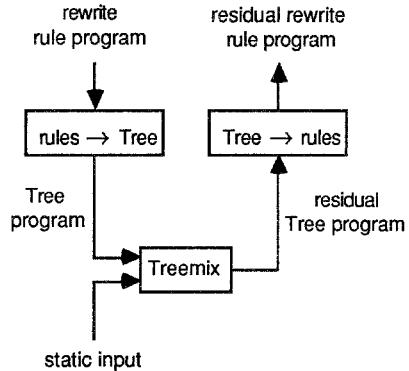 rewrite
rule program
residual rewrite
rule program
rules → Tree
Tree → rules
Tree
program
residual
Tree program
Treemix
static input